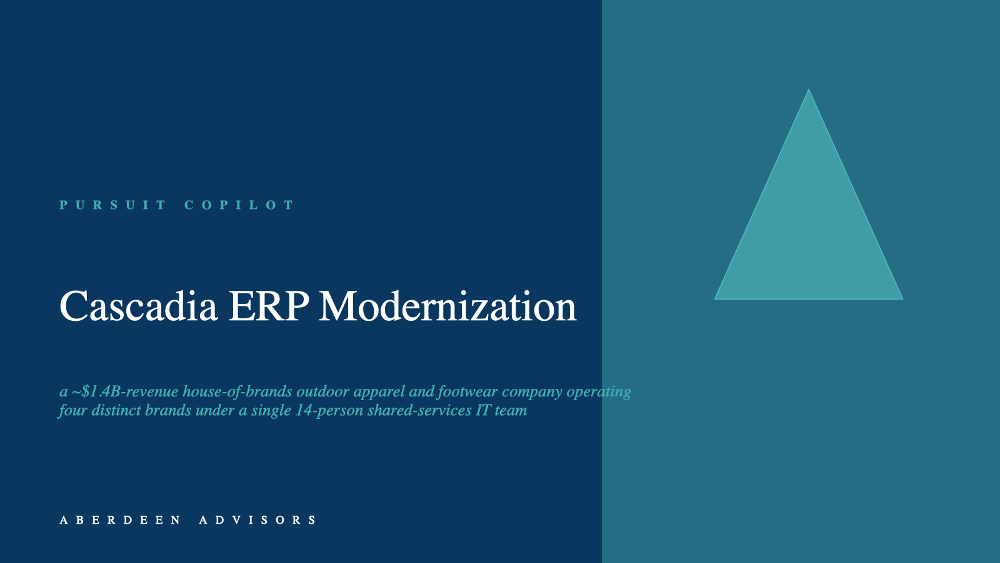 PURSUIT COPILOT
Cascadia ERP Modernization
a ~$1.4B-revenue house-of-brands outdoor apparel and footwear company operating
four distinct brands under a single 14-person shared-services IT team
ABERDEEN ADVISORS